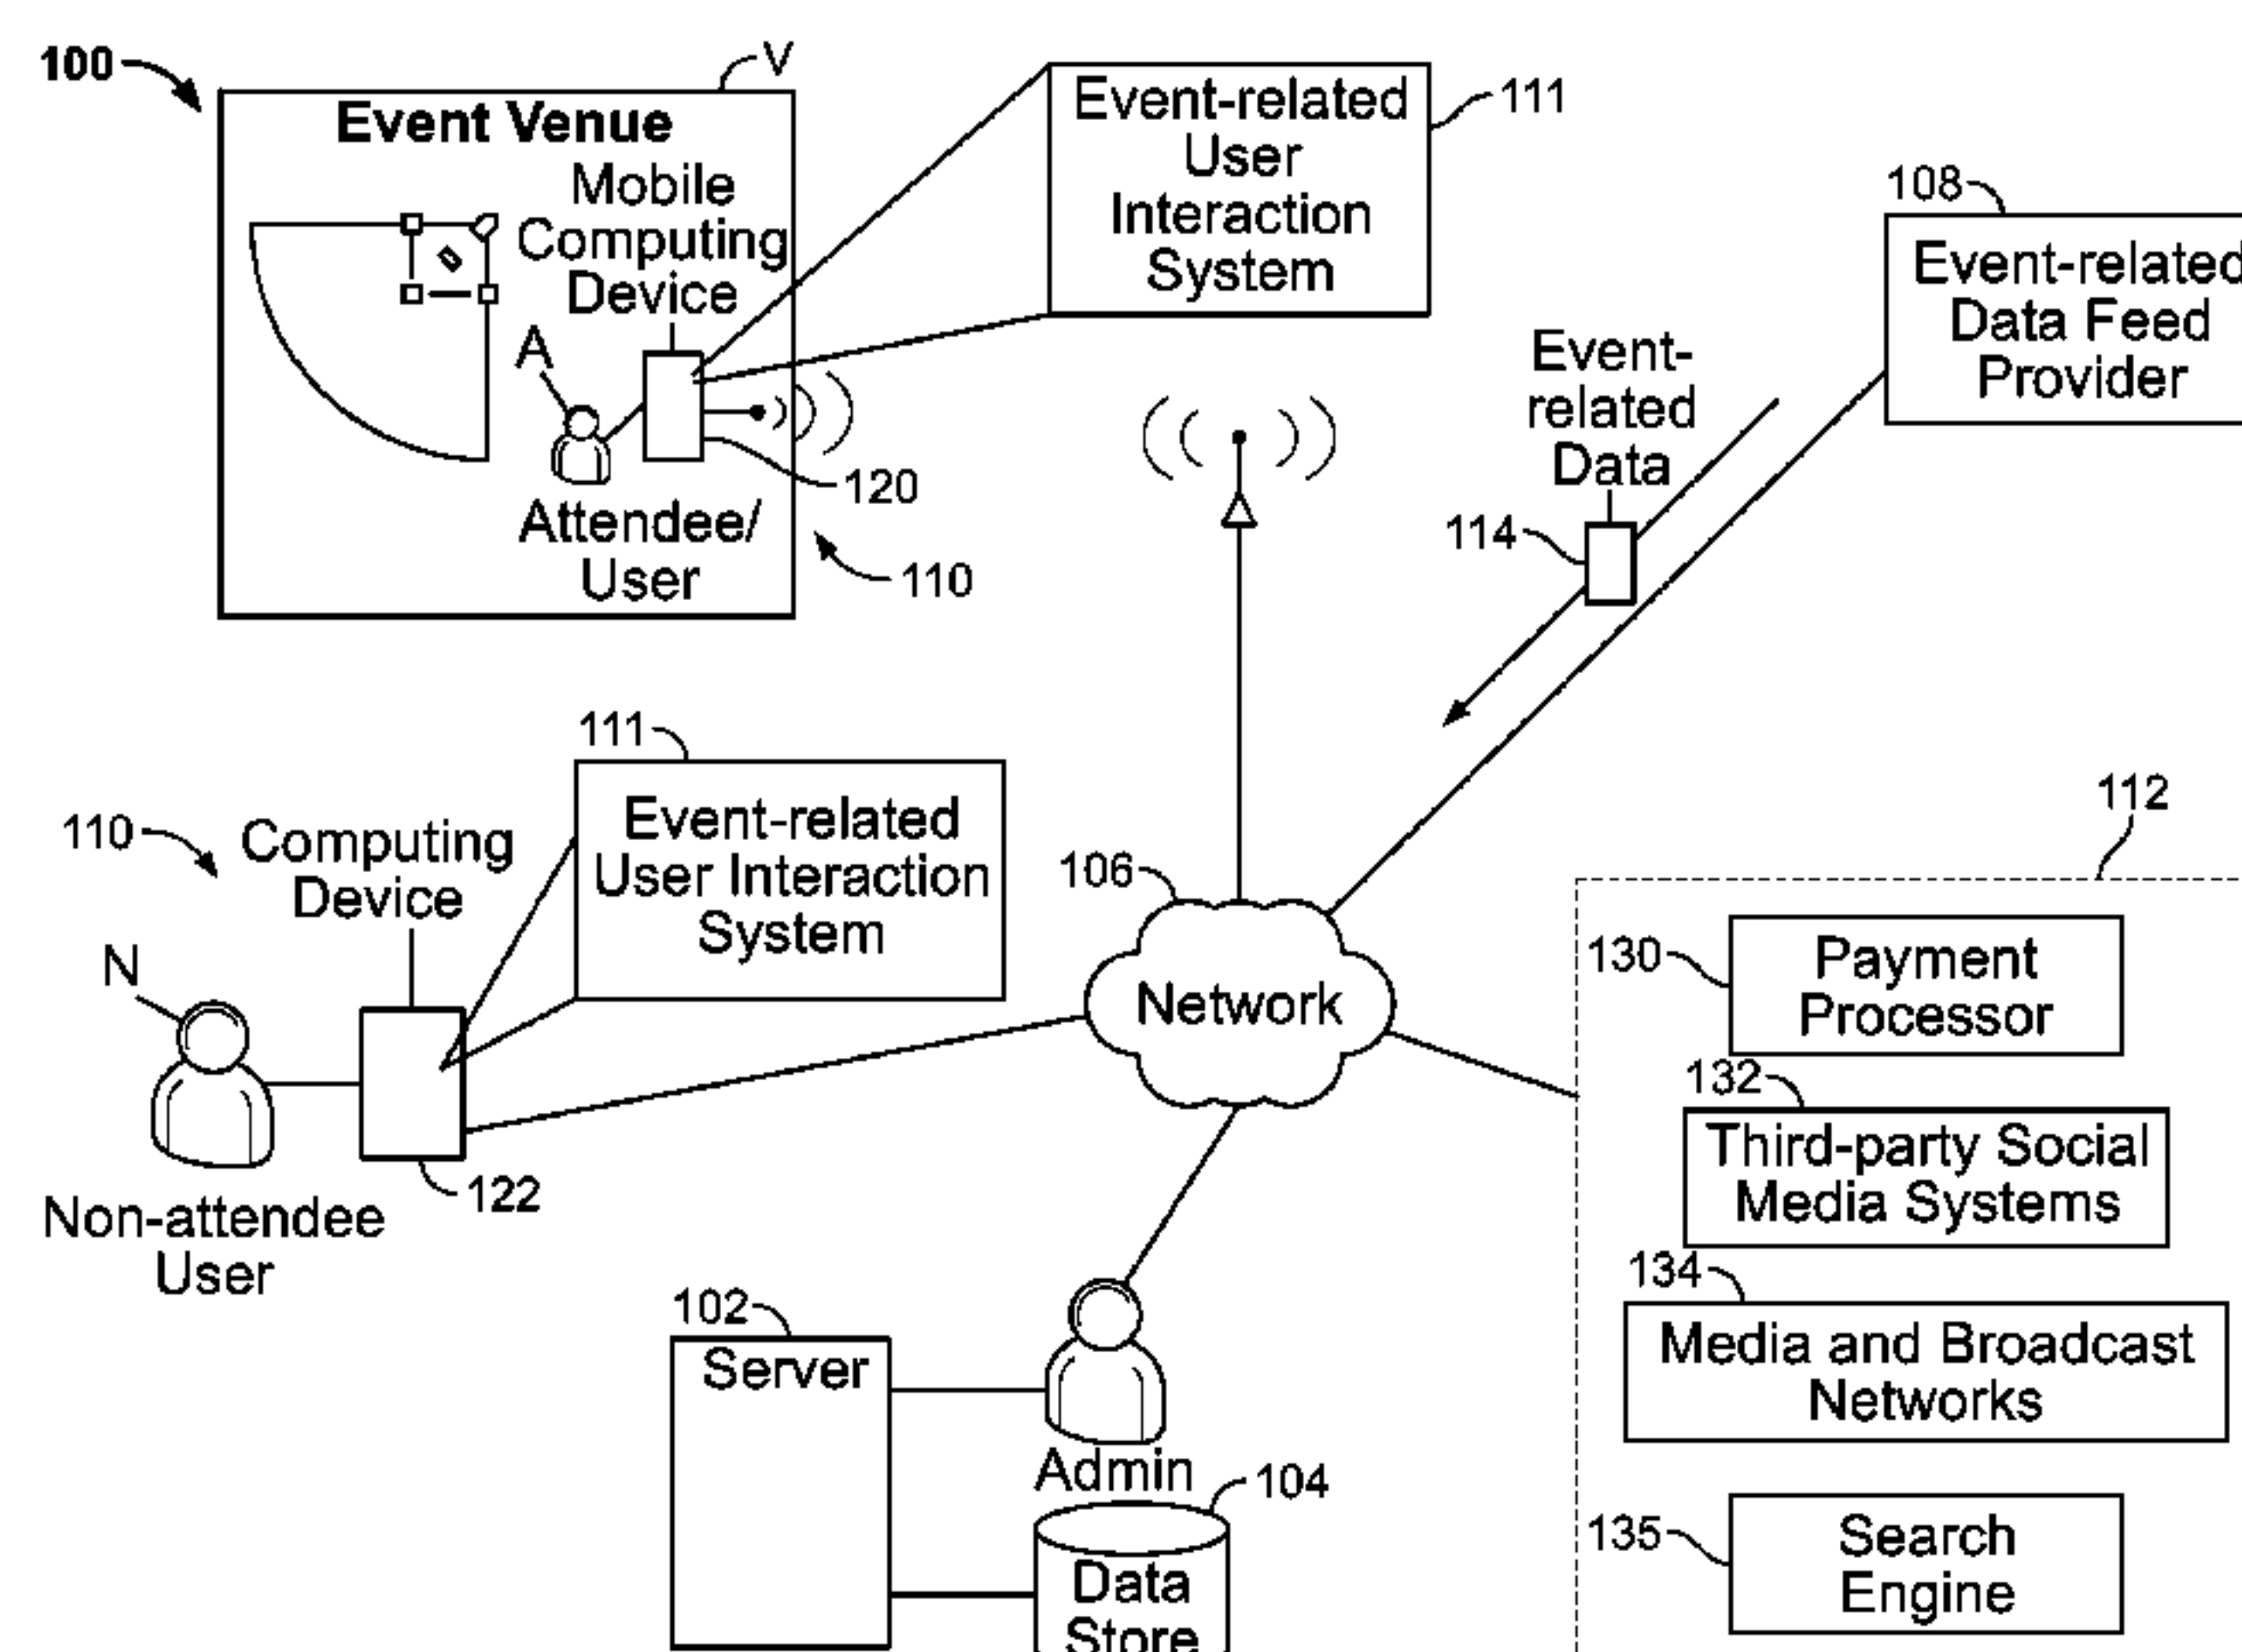 100
V
Event Venue
Mobile
Computing
Device
A
120
Attendee/
User
110
Event-related
User
Interaction
System
111
108
Event-related
Data Feed
Provider
Event-
related
Data
114
111
Event-related
User Interaction
System
110
Computing
Device
N
122
Non-attendee
User
106
Network
112
130
Payment
Processor
132
Third-party Social
Media Systems
134
Media and Broadcast
Networks
135
Search
Engine
102
Server
Admin
104
Data
Store